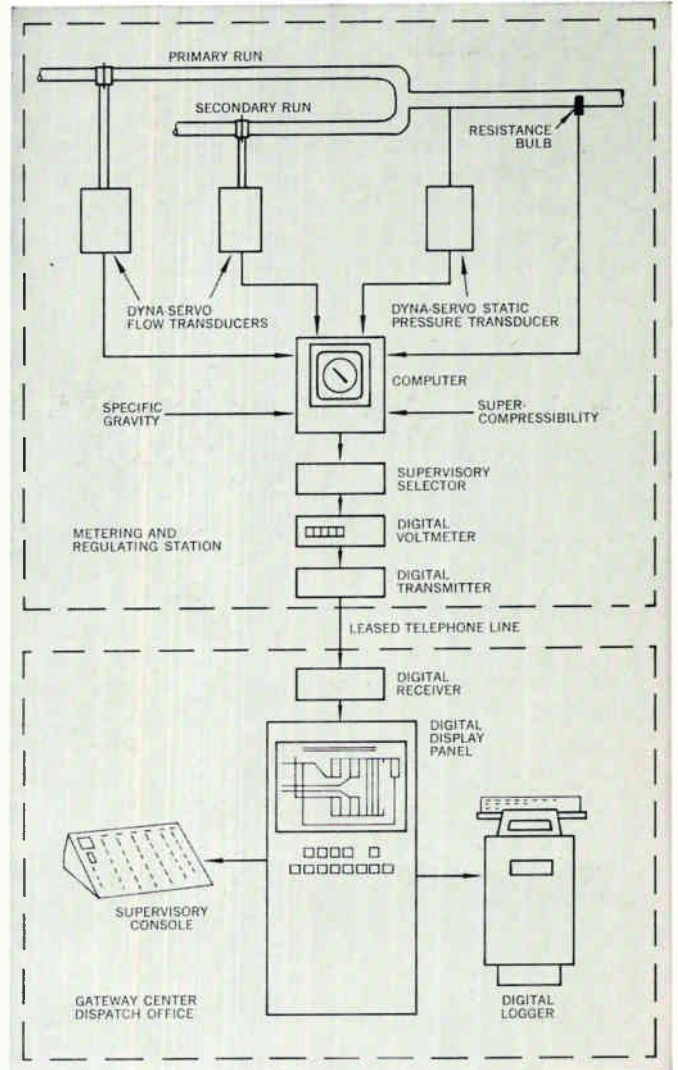 PRIMARY RUN
SECONDARY RUN
RESISTANCE
BULB
DYNA-SERVO
FLOW TRANSDUCERS
DYNA-SERVO STATIC
PRESSURE TRANSDUCER
COMPUTER
SPECIFIC
GRAVITY
SUPER-
COMPRESSIBILITY
SUPERVISORY
SELECTOR
METERING AND
REGULATING STATION
DIGITAL
VOLTMETER
DIGITAL
TRANSMITTER
LEASED TELEPHONE LINE
DIGITAL
RECEIVER
DIGITAL
DISPLAY
PANEL
SUPERVISORY
CONSOLE
GATEWAY CENTER
DISPATCH OFFICE
DIGITAL
LOGGER